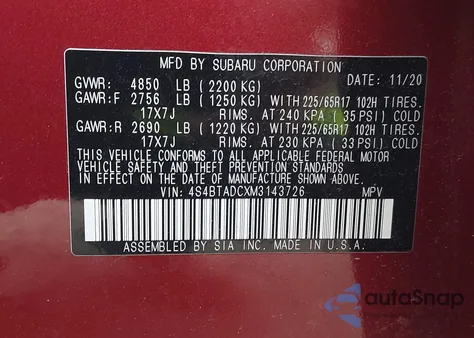 MFD BY SUBARU CORPORATION
GVWR: 4850 LB (2200 KG) DATE: 11/20
GAWR:F 2756 LB (1250 KG) WITH 225/65R17 102H TIRES.
17X7J RIMS. AT 240 KPA (35 PSI) COLD
GAWR:R 2690 LB (1220 KG) WITH 225/65R17 102H TIRES.
17X7J RIMS. AT 230 KPA (33 PSI) COLD
THIS VEHICLE CONFORMS TO ALL APPLICABLE FEDERAL MOTOR
VEHICLE SAFETY AND THEFT PREVENTION STANDARDS
IN EFFECT ON THE DATE OF MANUFACTURE SHOWN ABOVE.
VIN: 4S4BTADCXM3143726 MPV
ASSEMBLED BY SIA INC. MADE IN U.S.A.
autoSnap